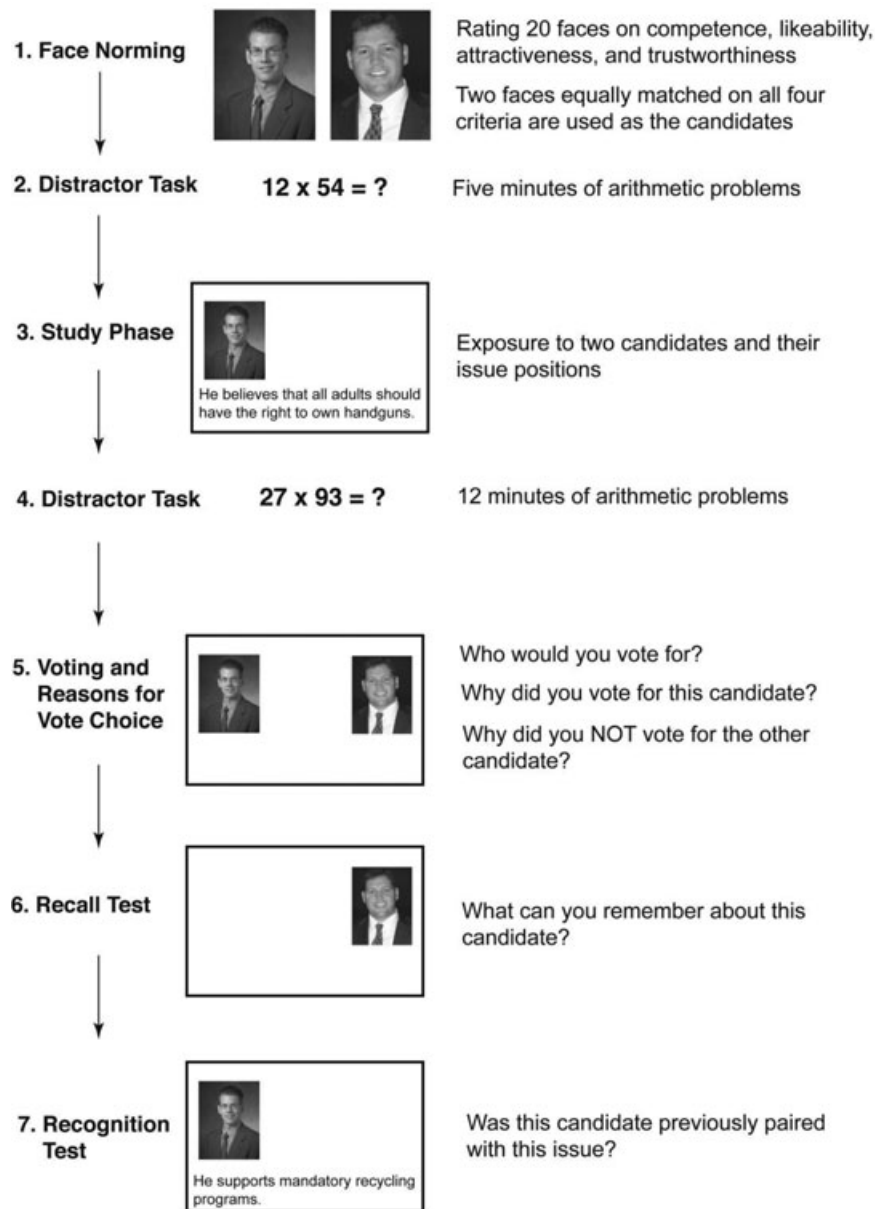 1. Face Norming
Rating 20 faces on competence, likeability,
attractiveness, and trustworthiness
Two faces equally matched on all four
criteria are used as the candidates
2. Distractor Task
12 x 54 = ?
Five minutes of arithmetic problems
3. Study Phase
He believes that all adults should
have the right to own handguns.
Exposure to two candidates and their
issue positions
4. Distractor Task
27 x 93 = ?
12 minutes of arithmetic problems
5. Voting and
Reasons for
Vote Choice
Who would you vote for?
Why did you vote for this candidate?
Why did you NOT vote for the other
candidate?
6. Recall Test
What can you remember about this
candidate?
7. Recognition
Test
He supports mandatory recycling
programs.
Was this candidate previously paired
with this issue?